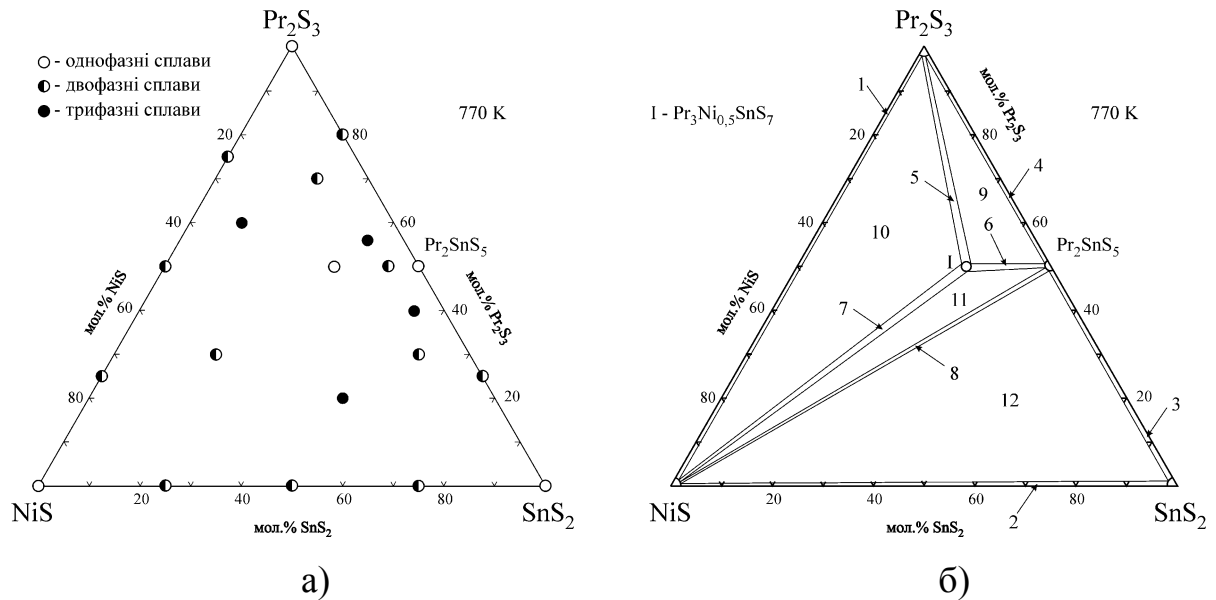 Pr2S3
○ - однофазні сплави
◐ - двофазні сплави
● - трифазні сплави
770 K
20
80
40
60
Pr2SnS5
мол.% NiS
мол.% Pr2S3
60
40
80
20
NiS
20
40
60
80
SnS2
мол.% SnS2
а)
Pr2S3
1
мол.% Pr2S3
I - Pr3Ni0,5SnS7
770 K
20
80
4
5
9
40
10
6
60
Pr2SnS5
I
мол.% NiS
11
60
7
40
8
80
12
20
3
NiS
20
40
60
80
SnS2
мол.% SnS2
2
б)